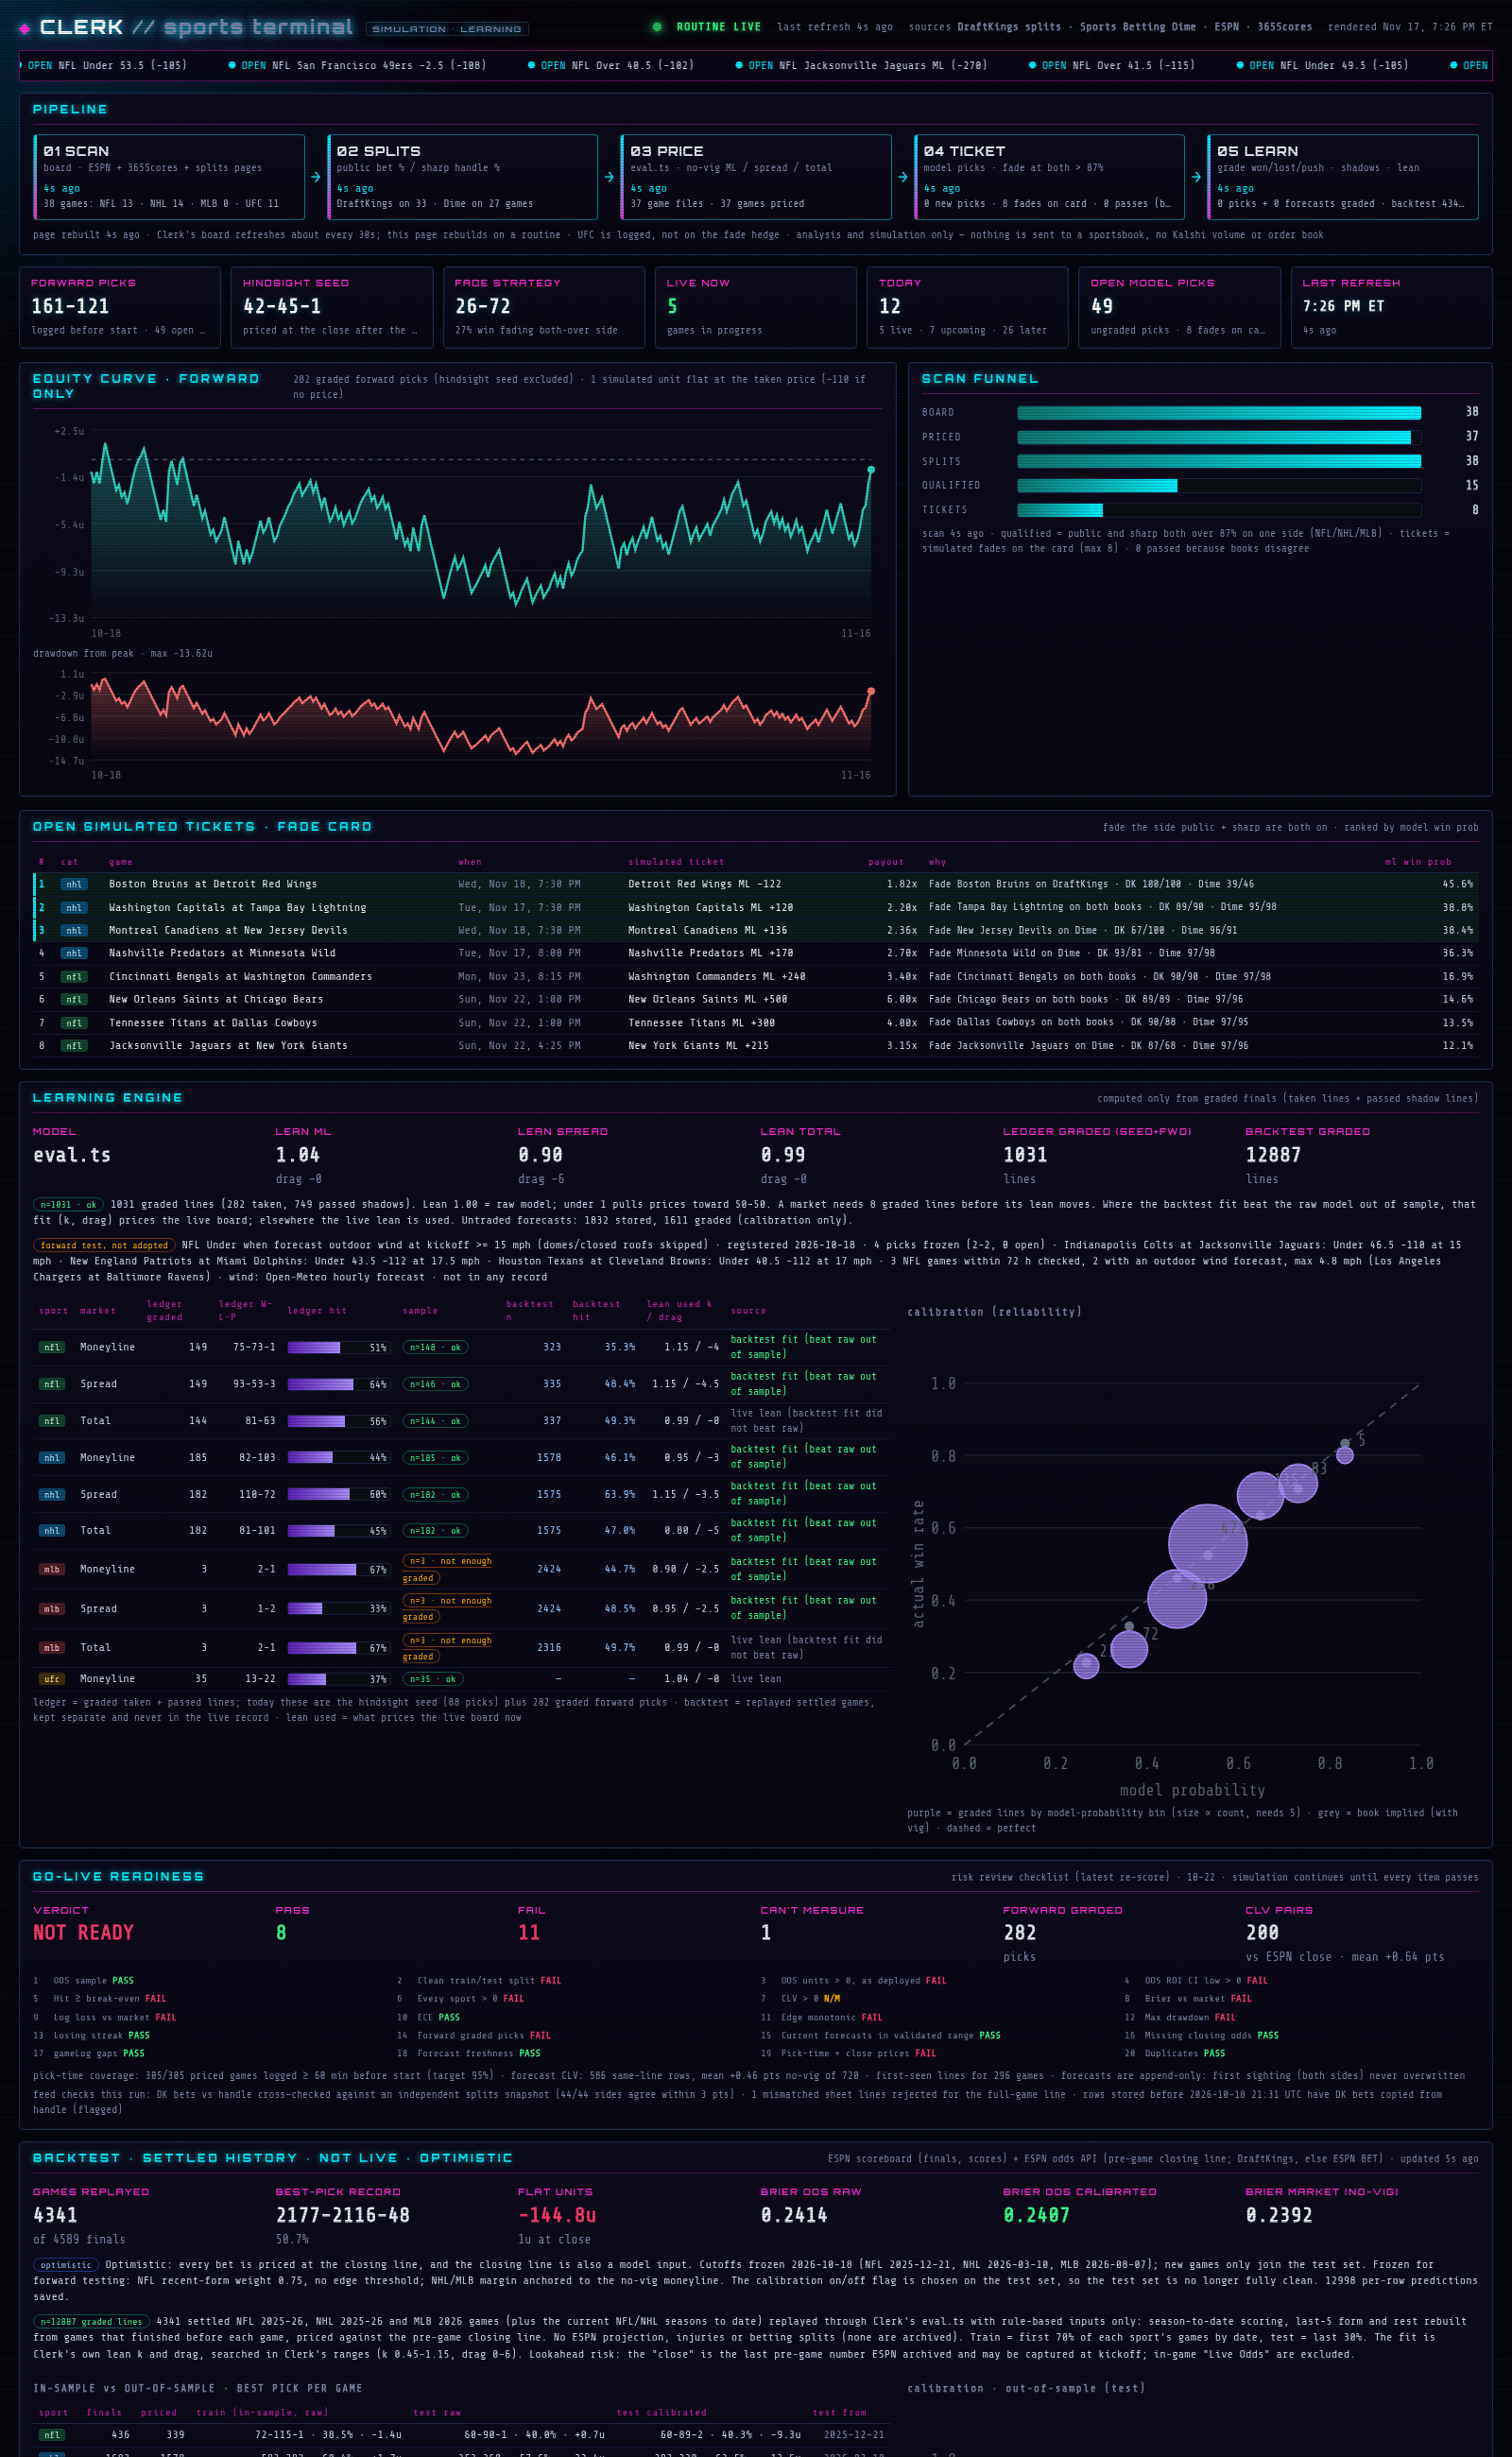 ◆ CLERK // sports terminal SIMULATION · LEARNING
ROUTINE LIVE last refresh 4s ago sources DraftKings splits · Sports Betting Dime · ESPN · 365Scores rendered Nov 17, 7:26 PM ET
OPEN NFL Under 53.5 (-105) OPEN NFL San Francisco 49ers -2.5 (-108) OPEN NFL Over 40.5 (-102) OPEN NFL Jacksonville Jaguars ML (-270) OPEN NFL Over 41.5 (-115) OPEN NFL Under 49.5 (-105) OPEN
PIPELINE
01 SCAN
board · ESPN + 365Scores + splits pages
4s ago
38 games: NFL 13 · NHL 14 · MLB 0 · UFC 11
→
02 SPLITS
public bet % / sharp handle %
4s ago
DraftKings on 33 · Dime on 27 games
→
03 PRICE
eval.ts · no-vig ML / spread / total
4s ago
37 game files · 37 games priced
→
04 TICKET
model picks · fade at both > 87%
4s ago
0 new picks · 8 fades on card · 0 passes (b…
→
05 LEARN
grade won/lost/push · shadows · lean
4s ago
0 picks + 0 forecasts graded · backtest 434…
page rebuilt 4s ago · Clerk's board refreshes about every 30s; this page rebuilds on a routine · UFC is logged, not on the fade hedge · analysis and simulation only — nothing is sent to a sportsbook, no Kalshi volume or order book
FORWARD PICKS
161-121
logged before start · 49 open …
HINDSIGHT SEED
42-45-1
priced at the close after the …
FADE STRATEGY
26-72
27% win fading both-over side
LIVE NOW
5
games in progress
TODAY
12
5 live · 7 upcoming · 26 later
OPEN MODEL PICKS
49
ungraded picks · 8 fades on ca…
LAST REFRESH
7:26 PM ET
4s ago
EQUITY CURVE · FORWARD ONLY
282 graded forward picks (hindsight seed excluded) · 1 simulated unit flat at the taken price (-110 if no price)
+2.5u
-1.4u
-5.4u
-9.3u
-13.3u
10-18 11-16
drawdown from peak · max -13.62u
1.1u
-2.9u
-6.8u
-10.8u
-14.7u
10-18 11-16
SCAN FUNNEL
BOARD 38
PRICED 37
SPLITS 38
QUALIFIED 15
TICKETS 8
scan 4s ago · qualified = public and sharp both over 87% on one side (NFL/NHL/MLB) · tickets =
simulated fades on the card (max 8) · 0 passed because books disagree
OPEN SIMULATED TICKETS · FADE CARD
fade the side public + sharp are both on · ranked by model win prob
# cat game when simulated ticket payout why ml win prob
1 nhl Boston Bruins at Detroit Red Wings Wed, Nov 18, 7:30 PM Detroit Red Wings ML -122 1.82x Fade Boston Bruins on DraftKings · DK 100/100 · Dime 39/46 45.6%
2 nhl Washington Capitals at Tampa Bay Lightning Tue, Nov 17, 7:30 PM Washington Capitals ML +120 2.20x Fade Tampa Bay Lightning on both books · DK 89/90 · Dime 95/98 38.8%
3 nhl Montreal Canadiens at New Jersey Devils Wed, Nov 18, 7:30 PM Montreal Canadiens ML +136 2.36x Fade New Jersey Devils on Dime · DK 67/100 · Dime 96/91 38.4%
4 nhl Nashville Predators at Minnesota Wild Tue, Nov 17, 8:00 PM Nashville Predators ML +170 2.70x Fade Minnesota Wild on Dime · DK 93/81 · Dime 97/98 36.3%
5 nfl Cincinnati Bengals at Washington Commanders Mon, Nov 23, 8:15 PM Washington Commanders ML +240 3.40x Fade Cincinnati Bengals on both books · DK 90/90 · Dime 97/98 16.9%
6 nfl New Orleans Saints at Chicago Bears Sun, Nov 22, 1:00 PM New Orleans Saints ML +500 6.00x Fade Chicago Bears on both books · DK 89/89 · Dime 97/96 14.6%
7 nfl Tennessee Titans at Dallas Cowboys Sun, Nov 22, 1:00 PM Tennessee Titans ML +300 4.00x Fade Dallas Cowboys on both books · DK 90/88 · Dime 97/95 13.5%
8 nfl Jacksonville Jaguars at New York Giants Sun, Nov 22, 4:25 PM New York Giants ML +215 3.15x Fade Jacksonville Jaguars on Dime · DK 87/68 · Dime 97/96 12.1%
LEARNING ENGINE
computed only from graded finals (taken lines + passed shadow lines)
MODEL
eval.ts
LEAN ML
1.04
drag -0
LEAN SPREAD
0.90
drag -6
LEAN TOTAL
0.99
drag -0
LEDGER GRADED (SEED+FWD)
1031
lines
BACKTEST GRADED
12887
lines
n=1031 · ok 1031 graded lines (282 taken, 749 passed shadows). Lean 1.00 = raw model; under 1 pulls prices toward 50-50. A market needs 8 graded lines before its lean moves. Where the backtest fit beat the raw model out of sample, that
fit (k, drag) prices the live board; elsewhere the live lean is used. Untraded forecasts: 1832 stored, 1611 graded (calibration only).
forward test, not adopted NFL Under when forecast outdoor wind at kickoff >= 15 mph (domes/closed roofs skipped) · registered 2026-10-18 · 4 picks frozen (2-2, 0 open) · Indianapolis Colts at Jacksonville Jaguars: Under 46.5 -110 at 15
mph · New England Patriots at Miami Dolphins: Under 43.5 -112 at 17.5 mph · Houston Texans at Cleveland Browns: Under 40.5 -112 at 17 mph · 3 NFL games within 72 h checked, 2 with an outdoor wind forecast, max 4.8 mph (Los Angeles
Chargers at Baltimore Ravens) · wind: Open-Meteo hourly forecast · not in any record
sport market ledger graded ledger W-L-P ledger hit sample backtest n backtest hit lean used k / drag source
nfl Moneyline 149 75-73-1 51% n=148 · ok 323 35.3% 1.15 / -4 backtest fit (beat raw out of sample)
nfl Spread 149 93-53-3 64% n=146 · ok 335 48.4% 1.15 / -4.5 backtest fit (beat raw out of sample)
nfl Total 144 81-63 56% n=144 · ok 337 49.3% 0.99 / -0 live lean (backtest fit did not beat raw)
nhl Moneyline 185 82-103 44% n=185 · ok 1578 46.1% 0.95 / -3 backtest fit (beat raw out of sample)
nhl Spread 182 110-72 60% n=182 · ok 1575 63.9% 1.15 / -3.5 backtest fit (beat raw out of sample)
nhl Total 182 81-101 45% n=182 · ok 1575 47.0% 0.80 / -5 backtest fit (beat raw out of sample)
mlb Moneyline 3 2-1 67% n=3 · not enough graded 2424 44.7% 0.90 / -2.5 backtest fit (beat raw out of sample)
mlb Spread 3 1-2 33% n=3 · not enough graded 2424 48.5% 0.95 / -2.5 backtest fit (beat raw out of sample)
mlb Total 3 2-1 67% n=3 · not enough graded 2316 49.7% 0.99 / -0 live lean (backtest fit did not beat raw)
ufc Moneyline 35 13-22 37% n=35 · ok — — 1.04 / -0 live lean
ledger = graded taken + passed lines; today these are the hindsight seed (88 picks) plus 282 graded forward picks · backtest = replayed settled games,
kept separate and never in the live record · lean used = what prices the live board now
calibration (reliability)
1.0
0.8
0.6
0.4
0.2
0.0
actual win rate
5
83
72
0.0 0.2 0.4 0.6 0.8 1.0
model probability
purple = graded lines by model-probability bin (size ∝ count, needs 5) · grey = book implied (with
vig) · dashed = perfect
GO-LIVE READINESS
risk review checklist (latest re-score) · 10-22 · simulation continues until every item passes
VERDICT
NOT READY
PASS
8
FAIL
11
CAN'T MEASURE
1
FORWARD GRADED
282
picks
CLV PAIRS
200
vs ESPN close · mean +0.64 pts
1 OOS sample PASS 2 Clean train/test split FAIL 3 OOS units > 0, as deployed FAIL 4 OOS ROI CI low > 0 FAIL
5 Hit ≥ break-even FAIL 6 Every sport > 0 FAIL 7 CLV > 0 N/M 8 Brier vs market FAIL
9 Log loss vs market FAIL 10 ECE PASS 11 Edge monotonic FAIL 12 Max drawdown FAIL
13 Losing streak PASS 14 Forward graded picks FAIL 15 Current forecasts in validated range PASS 16 Missing closing odds PASS
17 gameLog gaps PASS 18 Forecast freshness PASS 19 Pick-time + close prices FAIL 20 Duplicates PASS
pick-time coverage: 305/305 priced games logged ≥ 60 min before start (target 95%) · forecast CLV: 586 same-line rows, mean +0.46 pts no-vig of 720 · first-seen lines for 296 games · forecasts are append-only: first sighting (both sides) never overwritten
feed checks this run: DK bets vs handle cross-checked against an independent splits snapshot (44/44 sides agree within 3 pts) · 1 mismatched sheet lines rejected for the full-game line · rows stored before 2026-10-18 21:31 UTC have DK bets copied from
handle (flagged)
BACKTEST · SETTLED HISTORY · NOT LIVE · OPTIMISTIC
ESPN scoreboard (finals, scores) + ESPN odds API (pre-game closing line; DraftKings, else ESPN BET) · updated 5s ago
GAMES REPLAYED
4341
of 4589 finals
BEST-PICK RECORD
2177-2116-48
50.7%
FLAT UNITS
-144.8u
1u at close
BRIER OOS RAW
0.2414
BRIER OOS CALIBRATED
0.2407
BRIER MARKET (NO-VIG)
0.2392
optimistic Optimistic: every bet is priced at the closing line, and the closing line is also a model input. Cutoffs frozen 2026-10-18 (NFL 2025-12-21, NHL 2026-03-10, MLB 2026-08-07); new games only join the test set. Frozen for
forward testing: NFL recent-form weight 0.75, no edge threshold; NHL/MLB margin anchored to the no-vig moneyline. The calibration on/off flag is chosen on the test set, so the test set is no longer fully clean. 12998 per-row predictions
saved.
n=12887 graded lines 4341 settled NFL 2025-26, NHL 2025-26 and MLB 2026 games (plus the current NFL/NHL seasons to date) replayed through Clerk's eval.ts with rule-based inputs only: season-to-date scoring, last-5 form and rest rebuilt
from games that finished before each game, priced against the pre-game closing line. No ESPN projection, injuries or betting splits (none are archived). Train = first 70% of each sport's games by date, test = last 30%. The fit is
Clerk's own lean k and drag, searched in Clerk's ranges (k 0.45-1.15, drag 0-6). Lookahead risk: the "close" is the last pre-game number ESPN archived and may be captured at kickoff; in-game "Live Odds" are excluded.
IN-SAMPLE vs OUT-OF-SAMPLE · BEST PICK PER GAME
calibration · out-of-sample (test)
sport finals priced train (in-sample, raw) test raw test calibrated test from
nfl 436 339 72-115-1 · 38.5% · -1.4u 60-90-1 · 40.0% · +0.7u 60-89-2 · 40.3% · -9.3u 2025-12-21